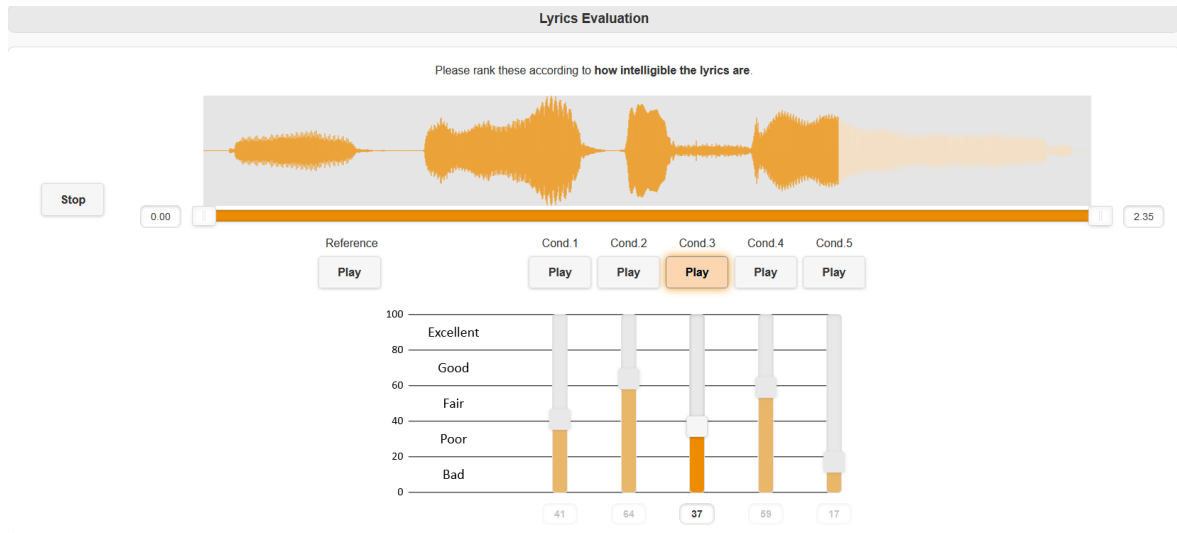 Lyrics Evaluation
Please rank these according to how intelligible the lyrics are.
Stop
0.00
2.35
Reference Cond.1 Cond.2 Cond.3 Cond.4 Cond.5
Play Play Play Play Play Play
100
Excellent
80
Good
60
Fair
40
Poor
20
Bad
0
41 64 37 59 17